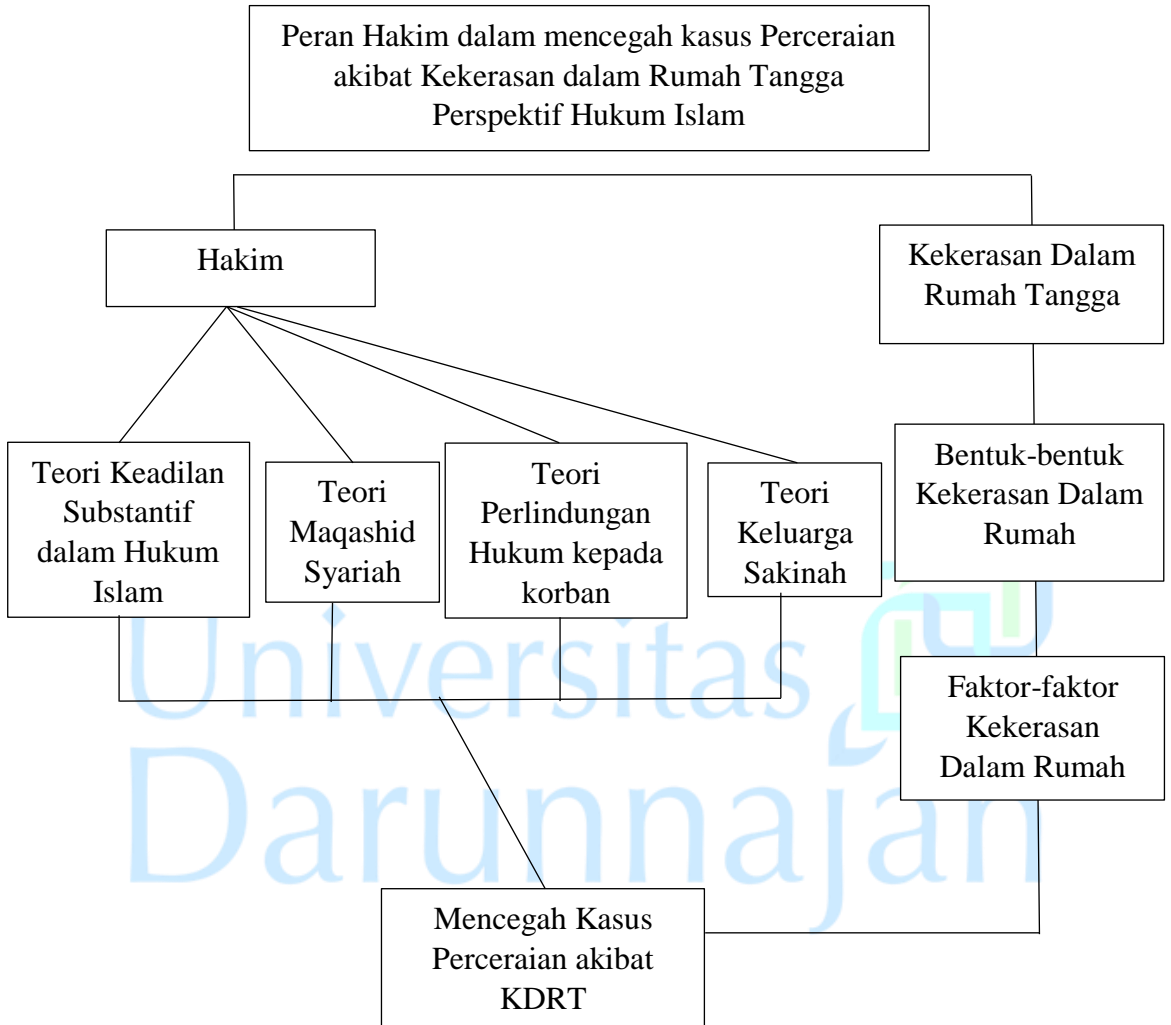 Peran Hakim dalam mencegah kasus Perceraian
akibat Kekerasan dalam Rumah Tangga
Perspektif Hukum Islam
Hakim
Kekerasan Dalam
Rumah Tangga
Teori Keadilan
Substantif
dalam Hukum
Islam
Teori
Maqashid
Syariah
Teori
Perlindungan
Hukum kepada
korban
Teori
Keluarga
Sakinah
Bentuk-bentuk
Kekerasan Dalam
Rumah
Faktor-faktor
Kekerasan
Dalam Rumah
Mencegah Kasus
Perceraian akibat
KDRT
Universitas
Darunnajah